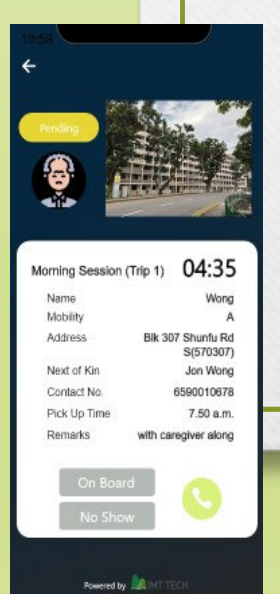 10:58
Pending
Morning Session (Trip 1) 04:35
Name Wong
Mobility A
Address Blk 307 Shunfu Rd
S(570307)
Next of Kin Jon Wong
Contact No. 6590010678
Pick Up Time 7.50 a.m.
Remarks with caregiver along
On Board
No Show
Powered by IMT TECH